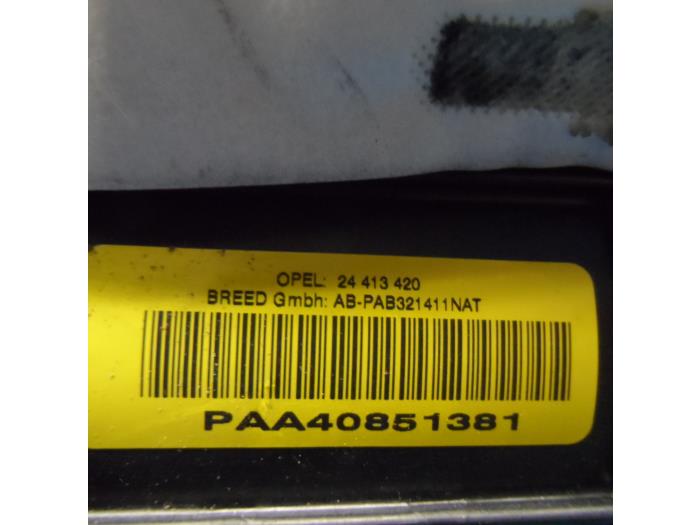 OPEL: 24 413 420
BREED Gmbh: AB-PAB321411NAT
PAA40851381